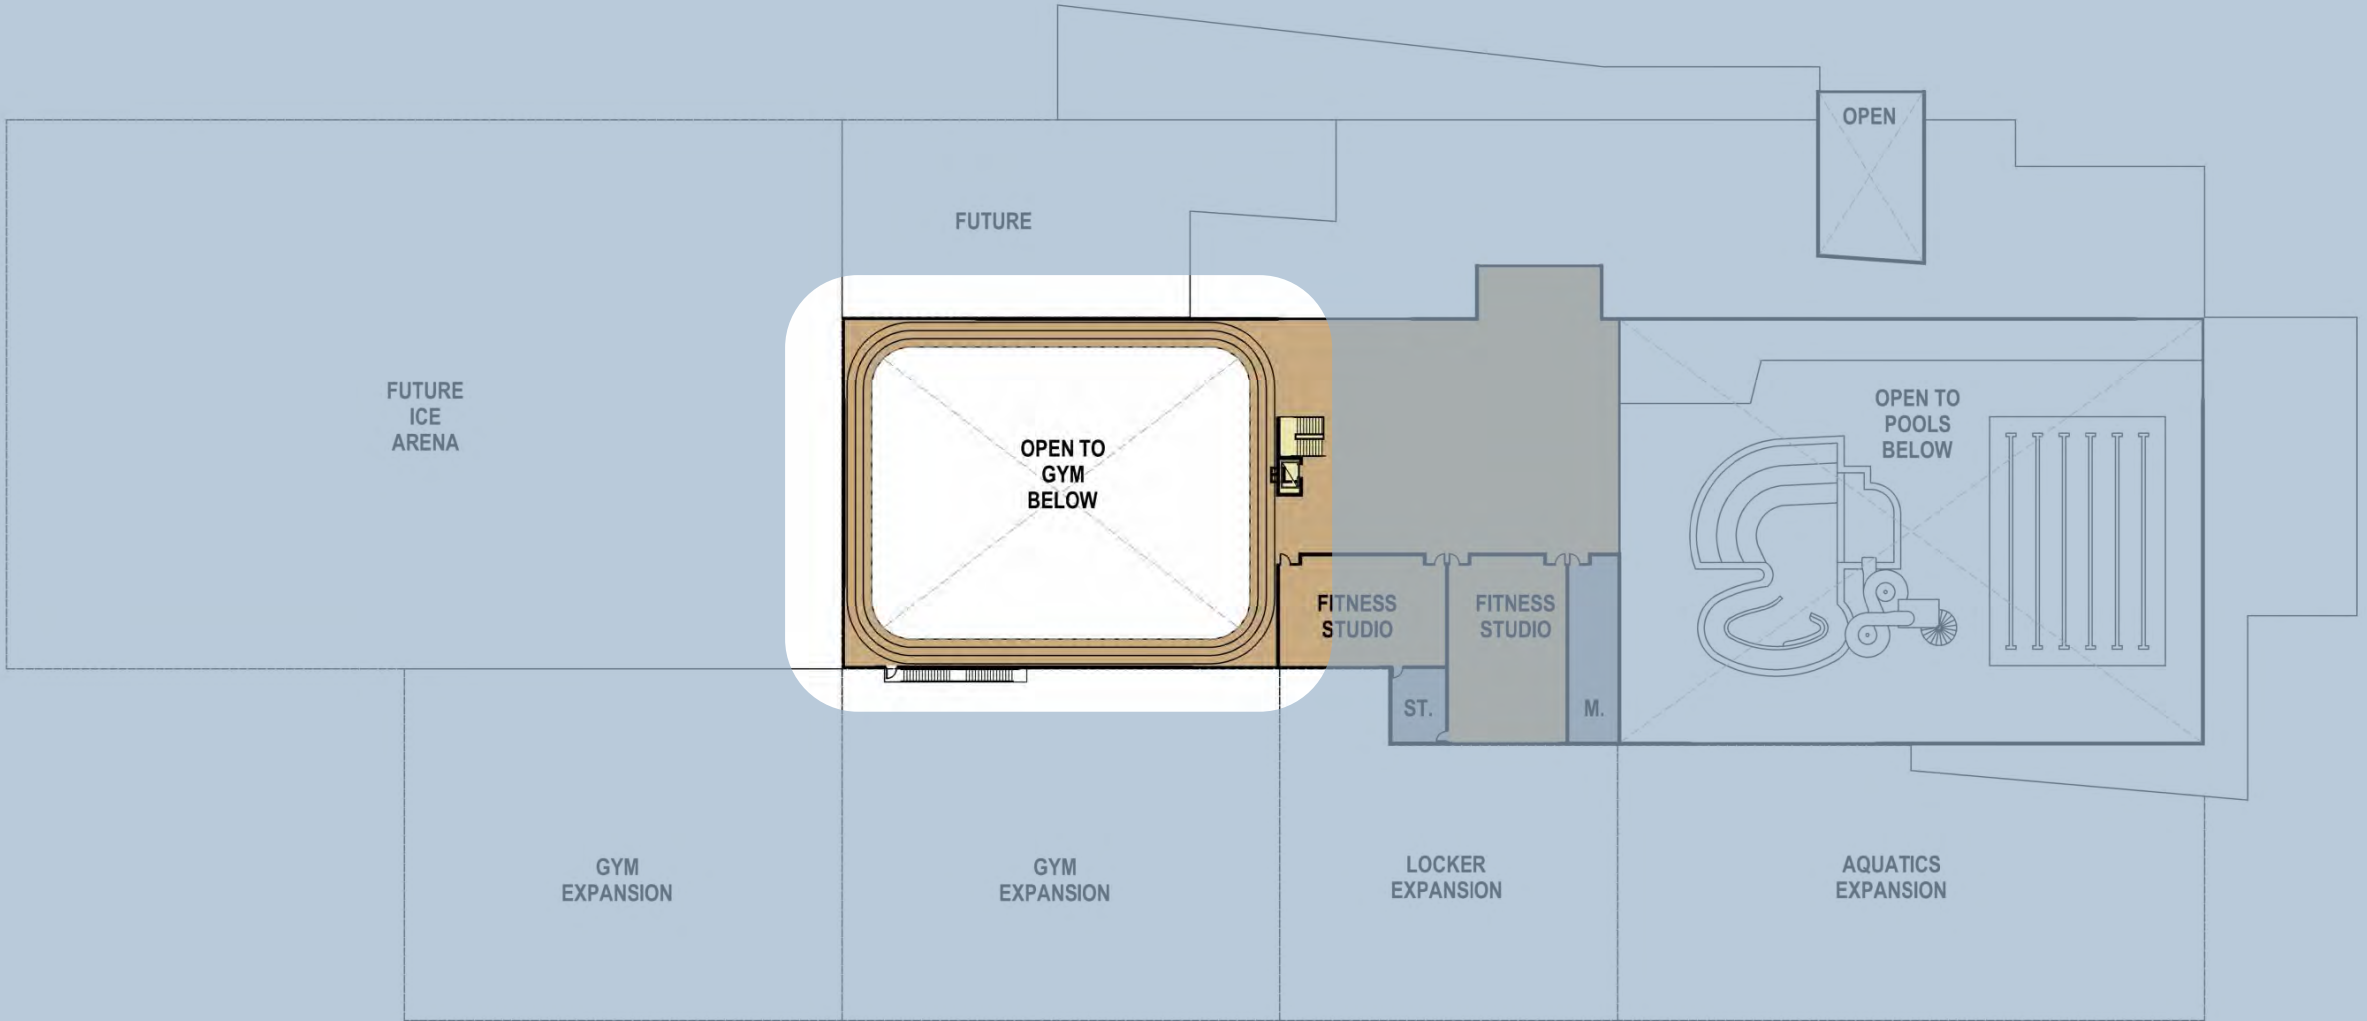 OPEN
FUTURE
FUTURE
ICE
ARENA
OPEN TO
GYM
BELOW
OPEN TO
POOLS
BELOW
FITNESS
STUDIO
FITNESS
STUDIO
ST.
M.
GYM
EXPANSION
GYM
EXPANSION
LOCKER
EXPANSION
AQUATICS
EXPANSION